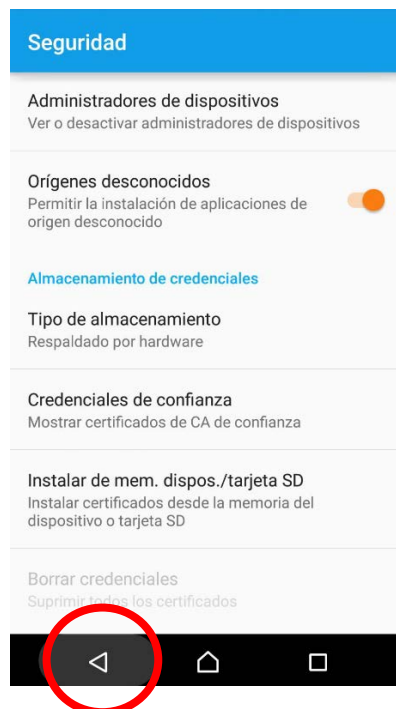 Seguridad
Administradores de dispositivos
Ver o desactivar administradores de dispositivos
Orígenes desconocidos
Permitir la instalación de aplicaciones de
origen desconocido
Almacenamiento de credenciales
Tipo de almacenamiento
Respaldado por hardware
Credenciales de confianza
Mostrar certificados de CA de confianza
Instalar de mem. dispos./tarjeta SD
Instalar certificados desde la memoria del
dispositivo o tarjeta SD
Borrar credenciales
Suprimir todos los certificados